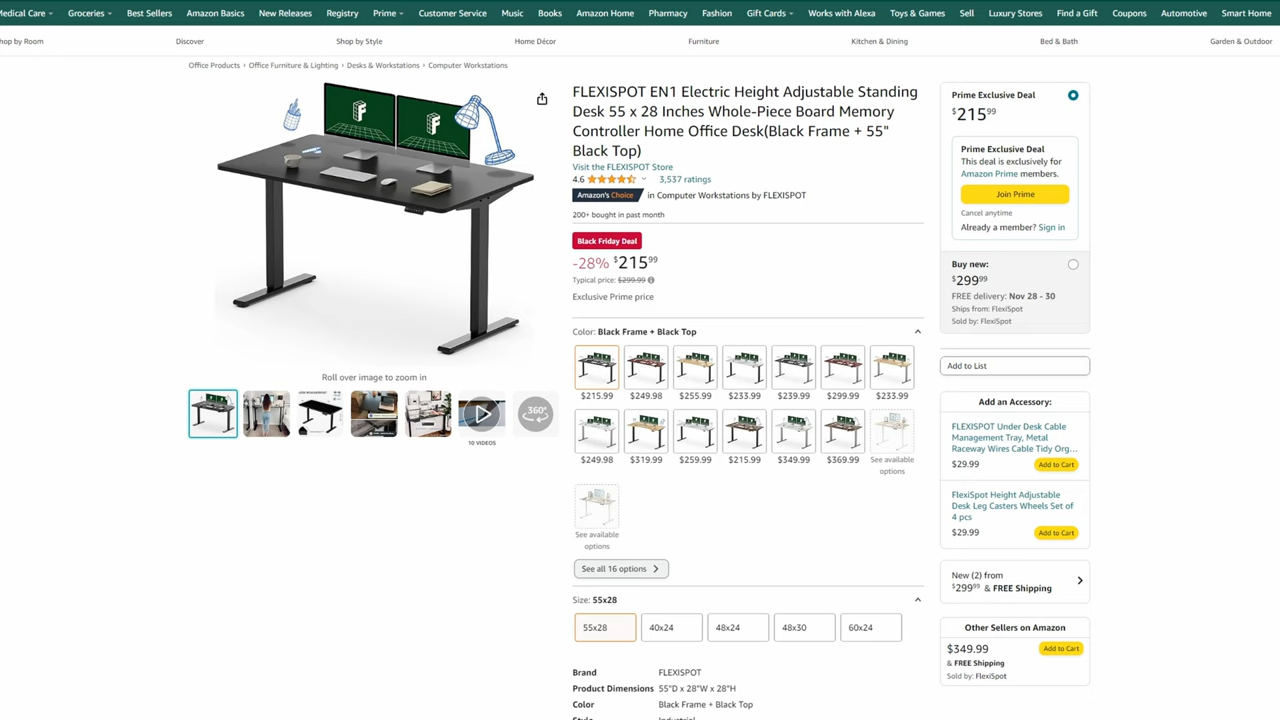 Medical Care
Groceries
Best Sellers
Amazon Basics
New Releases
Registry
Prime
Customer Service
Music
Books
Amazon Home
Pharmacy
Fashion
Gift Cards
Works with Alexa
Toys & Games
Sell
Luxury Stores
Find a Gift
Coupons
Automotive
Smart Home
hop by Room
Discover
Shop by Style
Home Décor
Furniture
Kitchen & Dining
Bed & Bath
Garden & Outdoor
Office Products › Office Furniture & Lighting › Desks & Workstations › Computer Workstations
Roll over image to zoom in
360°
10 VIDEOS
FLEXISPOT EN1 Electric Height Adjustable Standing
Desk 55 x 28 Inches Whole-Piece Board Memory
Controller Home Office Desk(Black Frame + 55"
Black Top)
Visit the FLEXISPOT Store
4.6
3,537 ratings
Amazon's Choice in Computer Workstations by FLEXISPOT
200+ bought in past month
Black Friday Deal
-28% $215 99
Typical price: $299.99
Exclusive Prime price
Color: Black Frame + Black Top
$215.99 $249.98 $255.99 $233.99 $239.99 $299.99 $233.99
$249.98 $319.99 $259.99 $215.99 $349.99 $369.99 See available
options
See available
options
See all 16 options
Size: 55x28
55x28 40x24 48x24 48x30 60x24
Brand FLEXISPOT
Product Dimensions 55"D x 28"W x 28"H
Color Black Frame + Black Top
Style Industrial
Prime Exclusive Deal
$215 99
Prime Exclusive Deal
This deal is exclusively for
Amazon Prime members.
Join Prime
Cancel anytime
Already a member? Sign in
Buy new:
$299 99
FREE delivery: Nov 28 - 30
Ships from: FlexiSpot
Sold by: FlexiSpot
Add to List
Add an Accessory:
FLEXISPOT Under Desk Cable
Management Tray, Metal
Raceway Wires Cable Tidy Org...
$29.99 Add to Cart
FlexiSpot Height Adjustable
Desk Leg Casters Wheels Set of
4 pcs
$29.99 Add to Cart
New (2) from
$299 99 & FREE Shipping
Other Sellers on Amazon
$349.99 Add to Cart
& FREE Shipping
Sold by: FlexiSpot